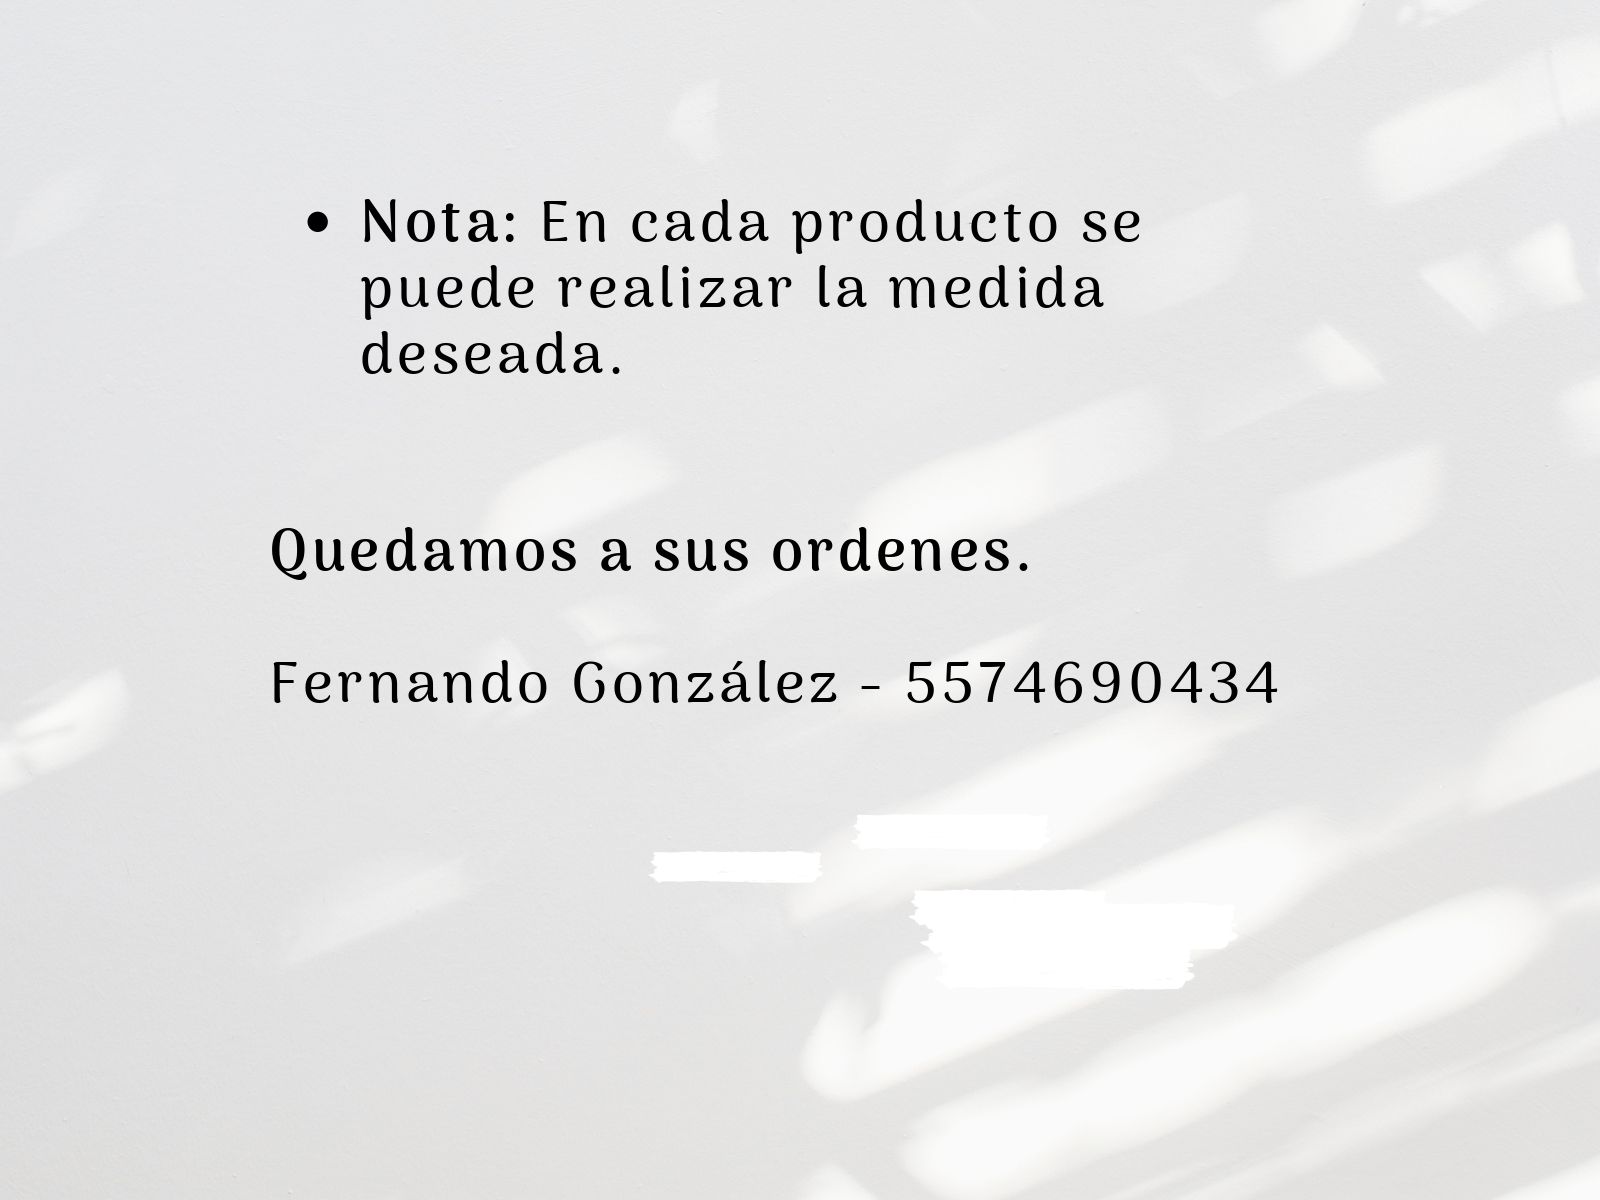 • Nota: En cada producto se
puede realizar la medida
deseada.
Quedamos a sus ordenes.
Fernando González - 5574690434